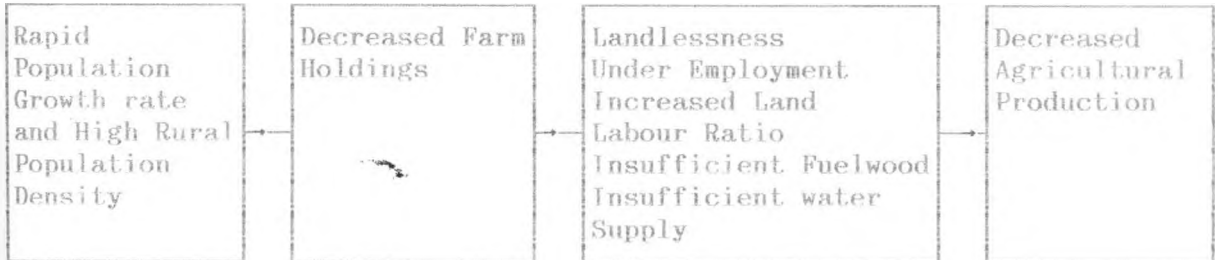 Rapid
Population
Growth rate
and High Rural
Population
Density
Decreased Farm
Holdings
Landlessness
Under Employment
Increased Land
Labour Ratio
Insufficient Fuelwood
Insufficient water
Supply
Decreased
Agricultural
Production